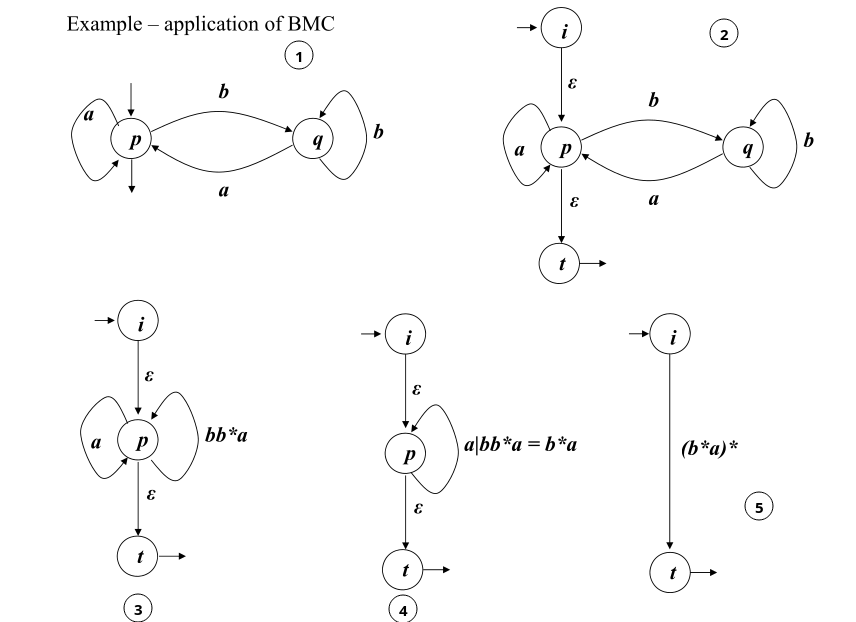 Example – application of BMC
1
a
p
b
a
q
b
2
i
ε
a
p
b
a
q
b
ε
t
i
ε
a
p
bb*a
ε
t
3
i
ε
p
a|bb*a = b*a
ε
t
4
i
(b*a)*
t
5